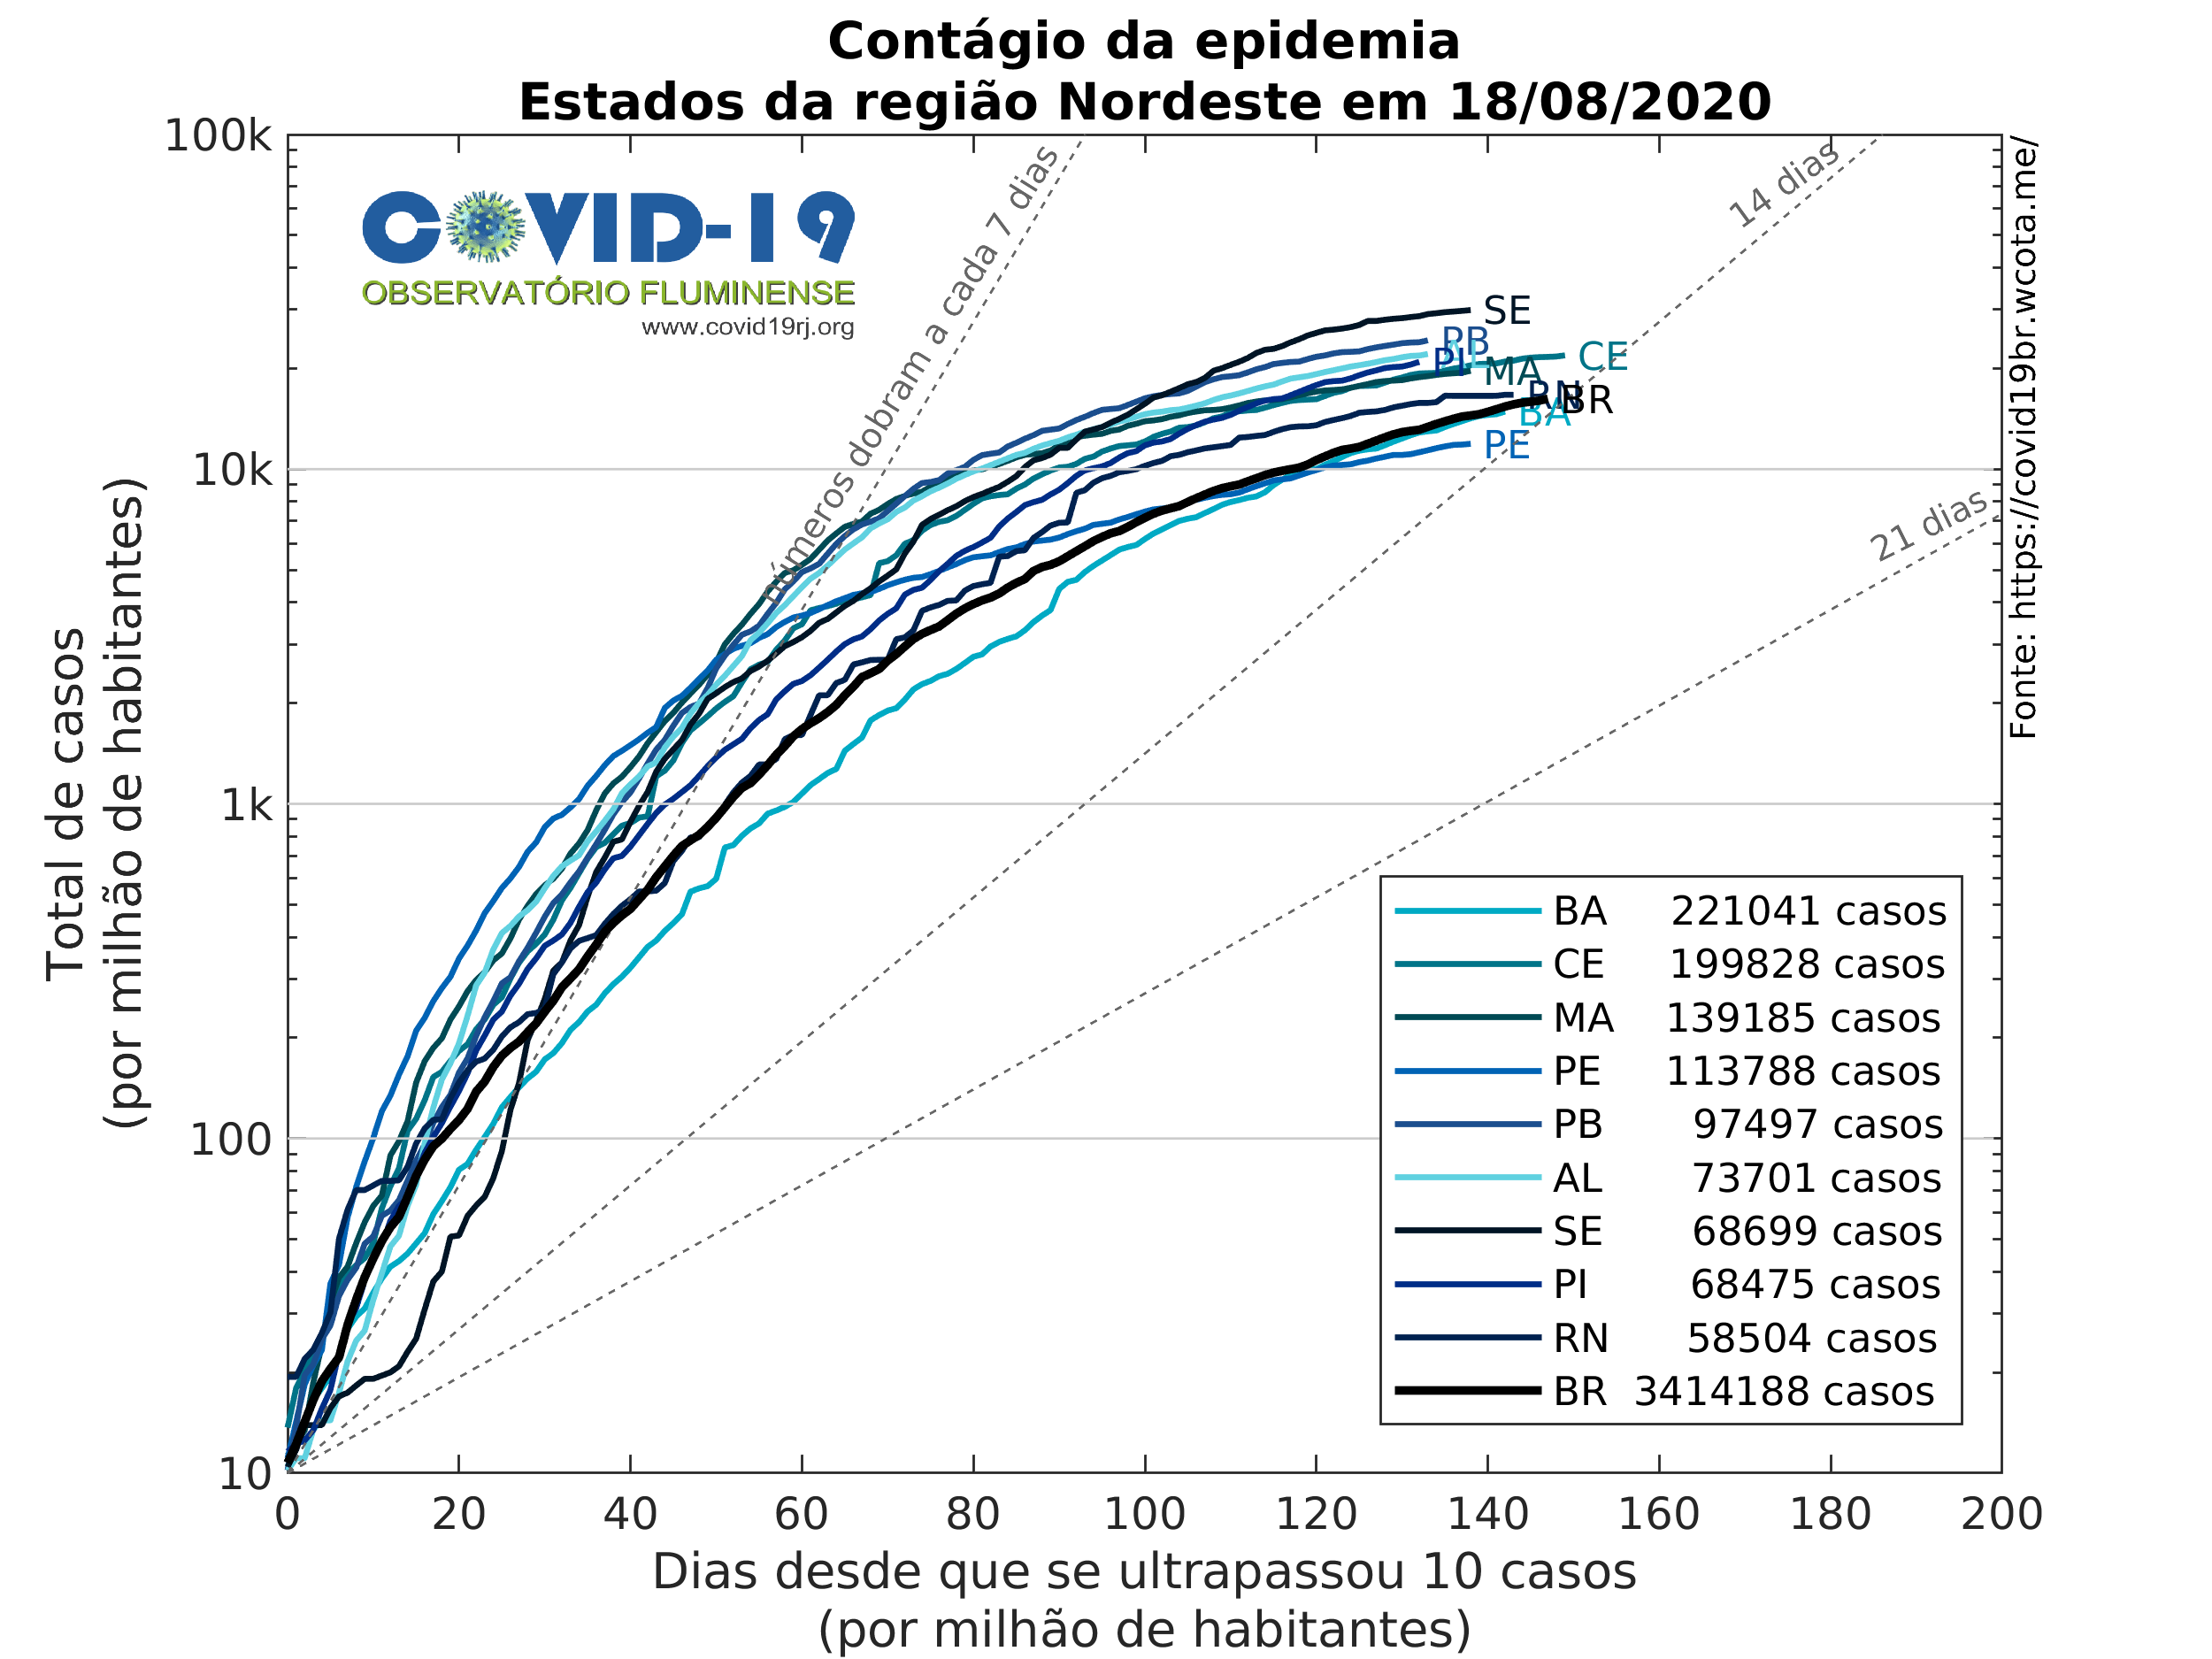 Contágio da epidemia
Estados da região Nordeste em 18/08/2020
100k
10k
1k
100
10
Total de casos
(por milhão de habitantes)
COVID-19
OBSERVATÓRIO FLUMINENSE
www.covid19rj.org
números dobram a cada 7 dias
14 dias
21 dias
SE
PB
AL
PI
CE
MA
RN
BR
BA
PE
Fonte: https://covid19br.wcota.me/
BA 221041 casos
CE 199828 casos
MA 139185 casos
PE 113788 casos
PB 97497 casos
AL 73701 casos
SE 68699 casos
PI 68475 casos
RN 58504 casos
BR 3414188 casos
0 20 40 60 80 100 120 140 160 180 200
Dias desde que se ultrapassou 10 casos
(por milhão de habitantes)